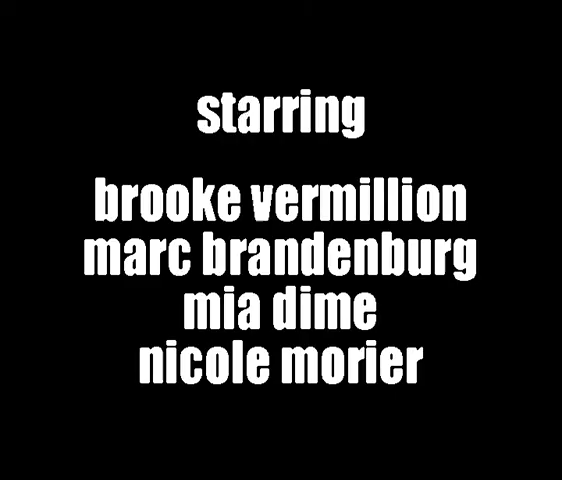 starring
brooke vermillion
marc brandenburg
mia dime
nicole morier